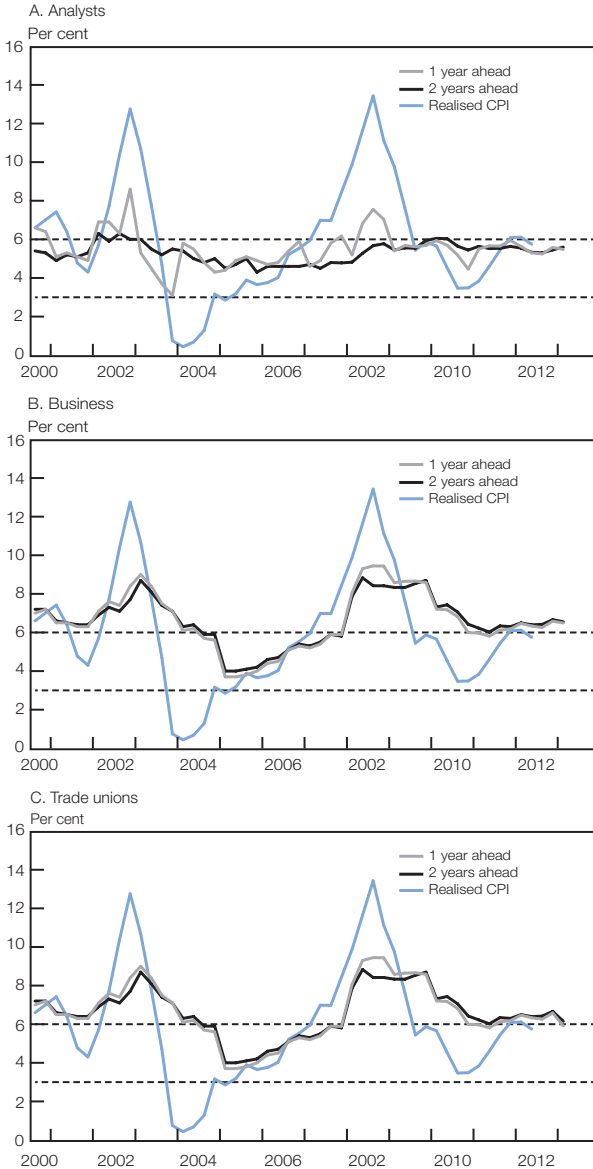 A. Analysts
Per cent
16
14
12
10
8
6
4
2
0
1 year ahead
2 years ahead
Realised CPI
2000 2002 2004 2006 2002 2010 2012
B. Business
Per cent
16
14
12
10
8
6
4
2
0
1 year ahead
2 years ahead
Realised CPI
2000 2002 2004 2006 2002 2010 2012
C. Trade unions
Per cent
16
14
12
10
8
6
4
2
0
1 year ahead
2 years ahead
Realised CPI
2000 2002 2004 2006 2002 2010 2012